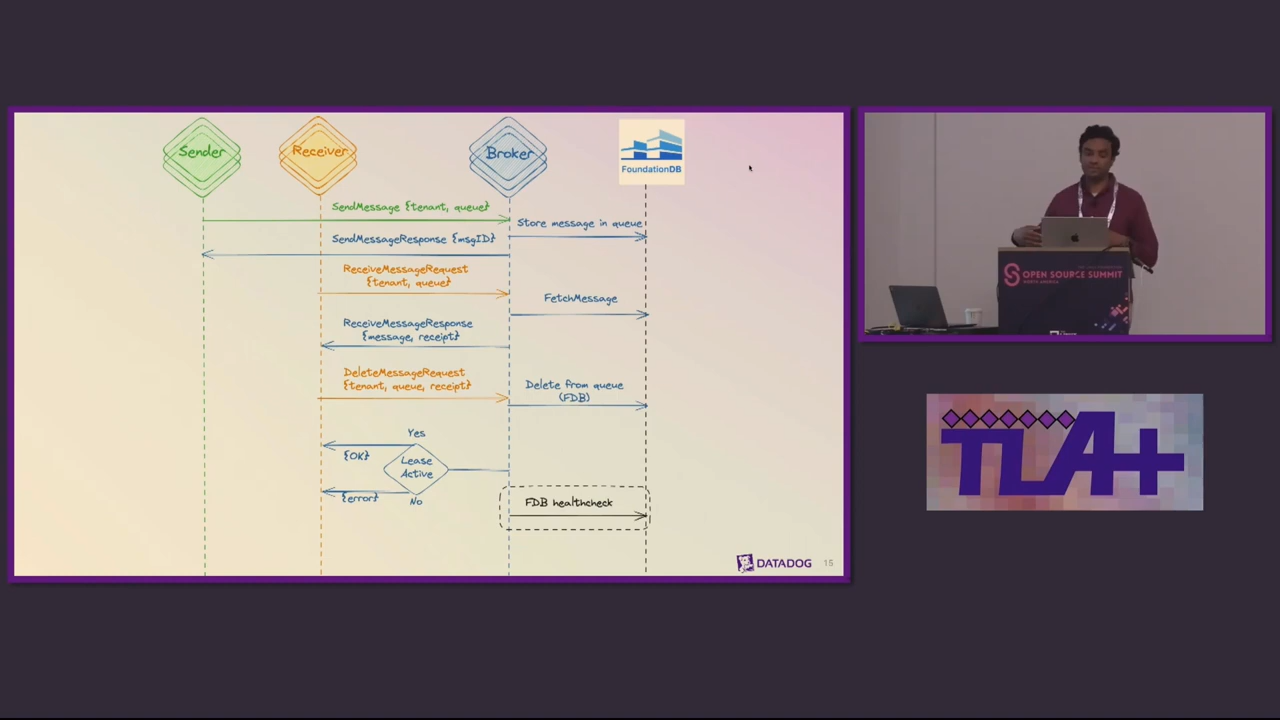 Sender
Receiver
Broker
FoundationDB
SendMessage {tenant, queue}
Store message in queue
SendMessageResponse {msgID}
ReceiveMessageRequest
{tenant, queue}
FetchMessage
ReceiveMessageResponse
{message, receipt}
DeleteMessageRequest
{tenant, queue, receipt}
Delete from queue
(FDB)
Yes
{OK}
Lease
Active
{error}
No
FDB healthcheck
DATADOG
15
OPEN SOURCE SUMMIT
NORTH AMERICA
TLA+